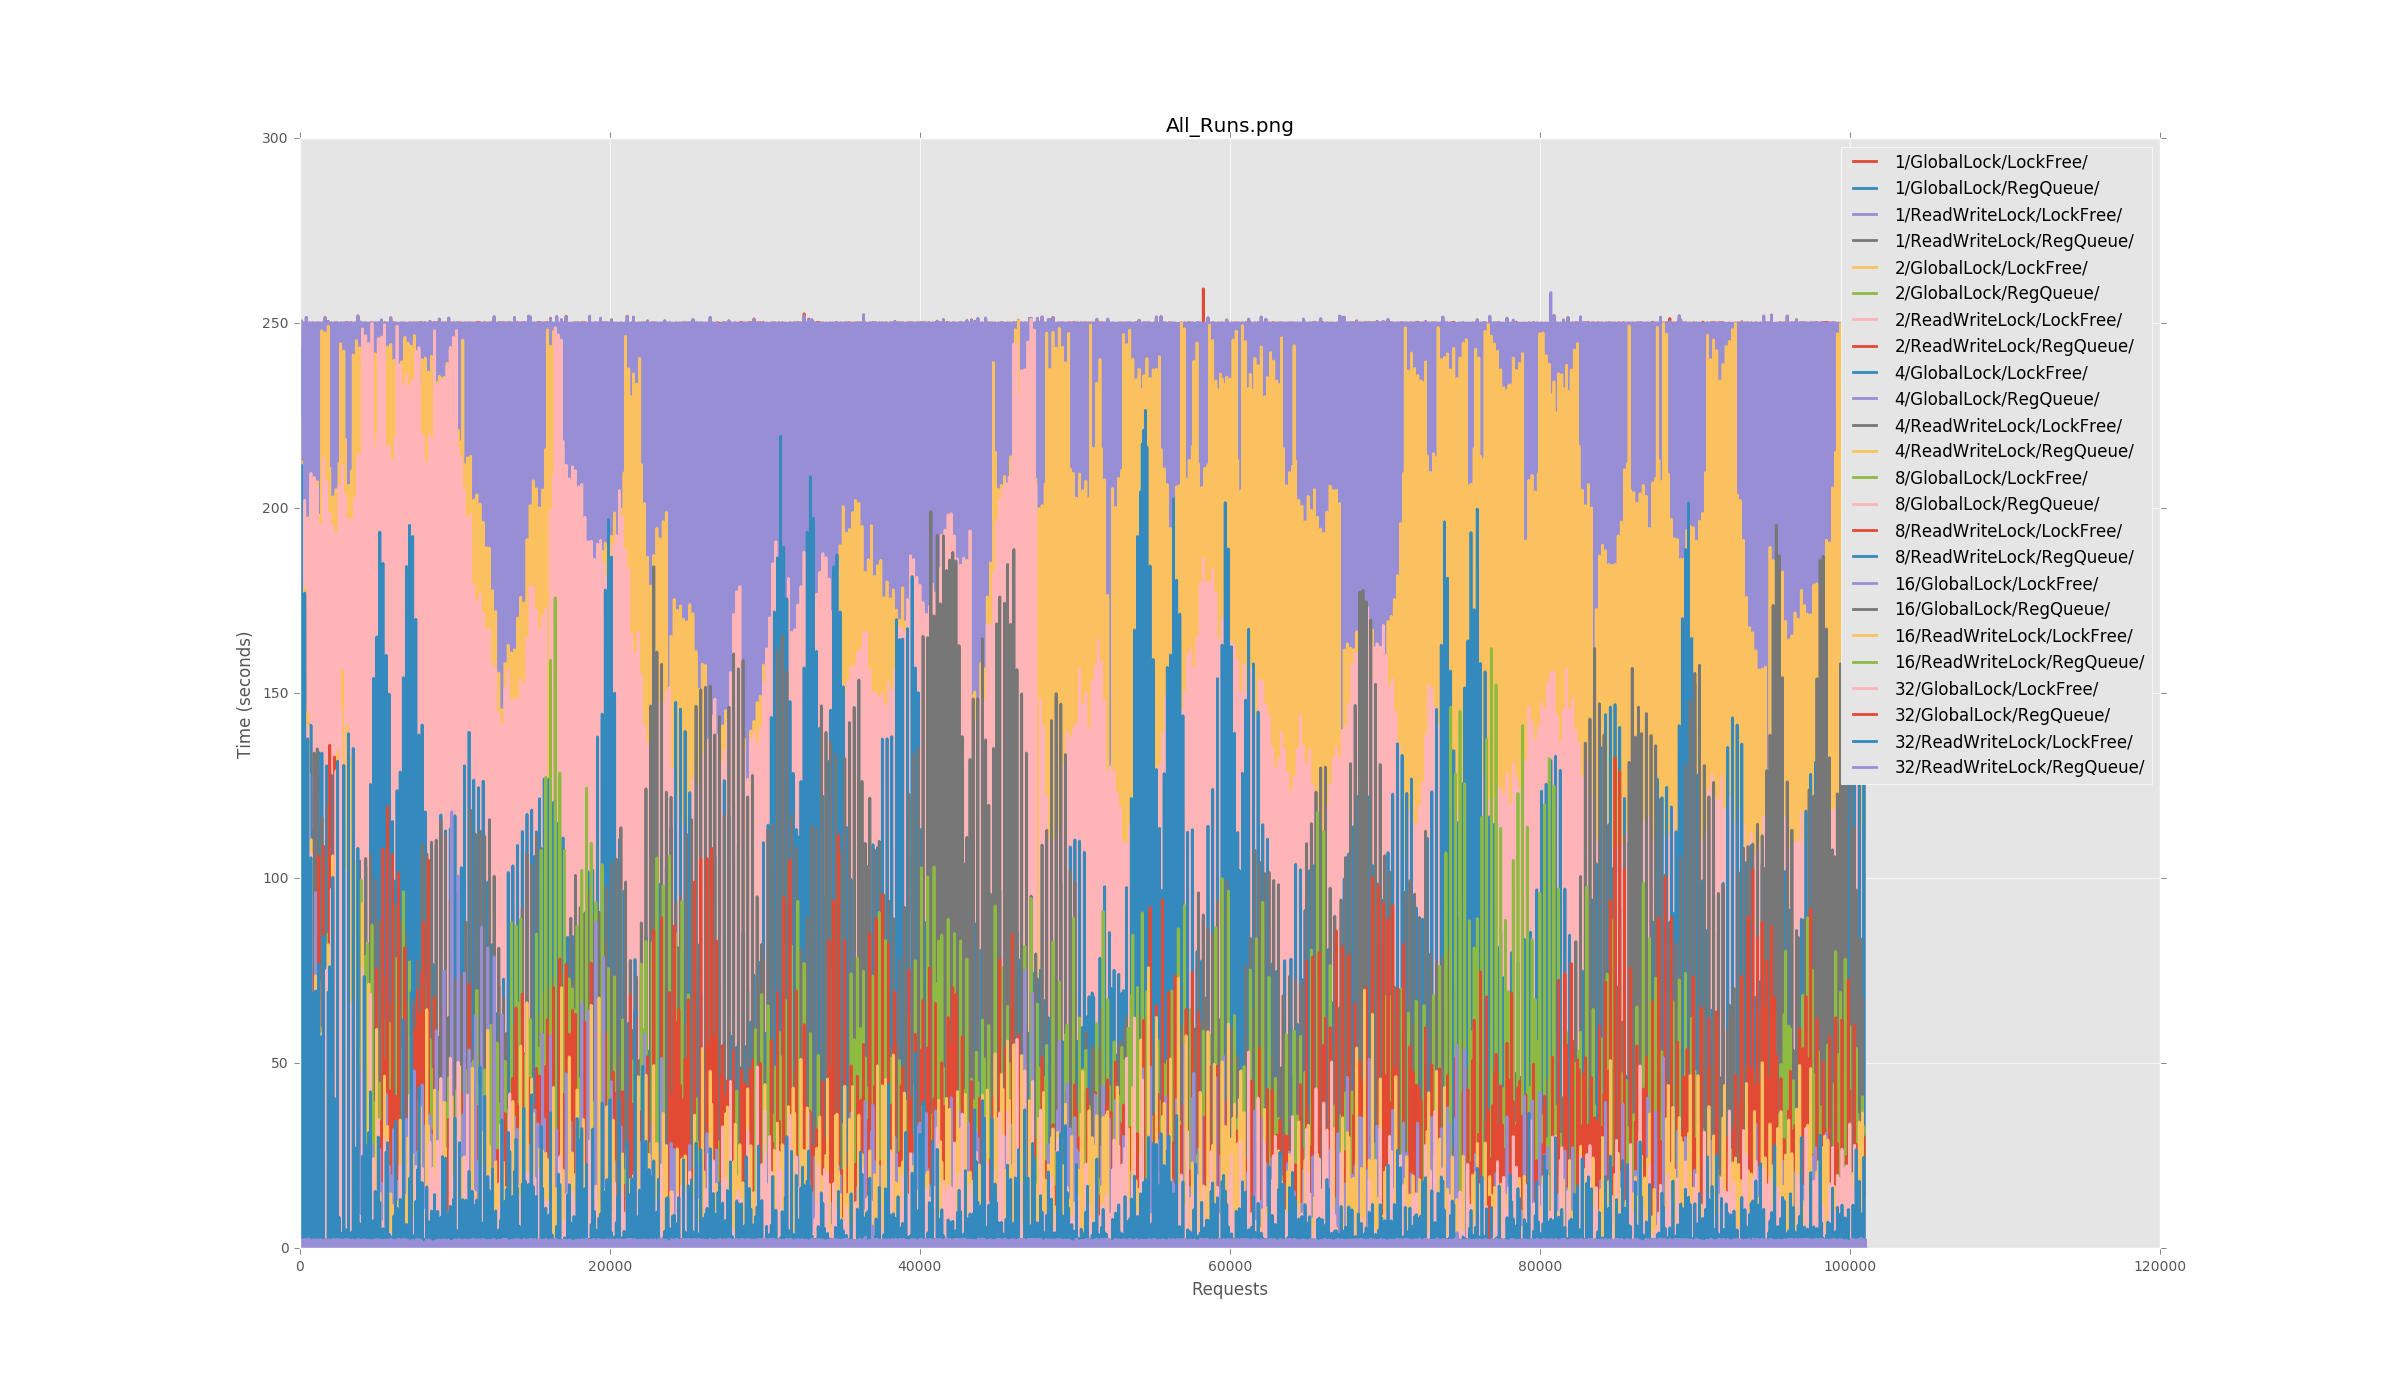 All_Runs.png
300
250
200
150
100
50
0
Time (seconds)
0 20000 40000 60000 80000 100000 120000
Requests
1/GlobalLock/LockFree/
1/GlobalLock/RegQueue/
1/ReadWriteLock/LockFree/
1/ReadWriteLock/RegQueue/
2/GlobalLock/LockFree/
2/GlobalLock/RegQueue/
2/ReadWriteLock/LockFree/
2/ReadWriteLock/RegQueue/
4/GlobalLock/LockFree/
4/GlobalLock/RegQueue/
4/ReadWriteLock/LockFree/
4/ReadWriteLock/RegQueue/
8/GlobalLock/LockFree/
8/GlobalLock/RegQueue/
8/ReadWriteLock/LockFree/
8/ReadWriteLock/RegQueue/
16/GlobalLock/LockFree/
16/GlobalLock/RegQueue/
16/ReadWriteLock/LockFree/
16/ReadWriteLock/RegQueue/
32/GlobalLock/LockFree/
32/GlobalLock/RegQueue/
32/ReadWriteLock/LockFree/
32/ReadWriteLock/RegQueue/